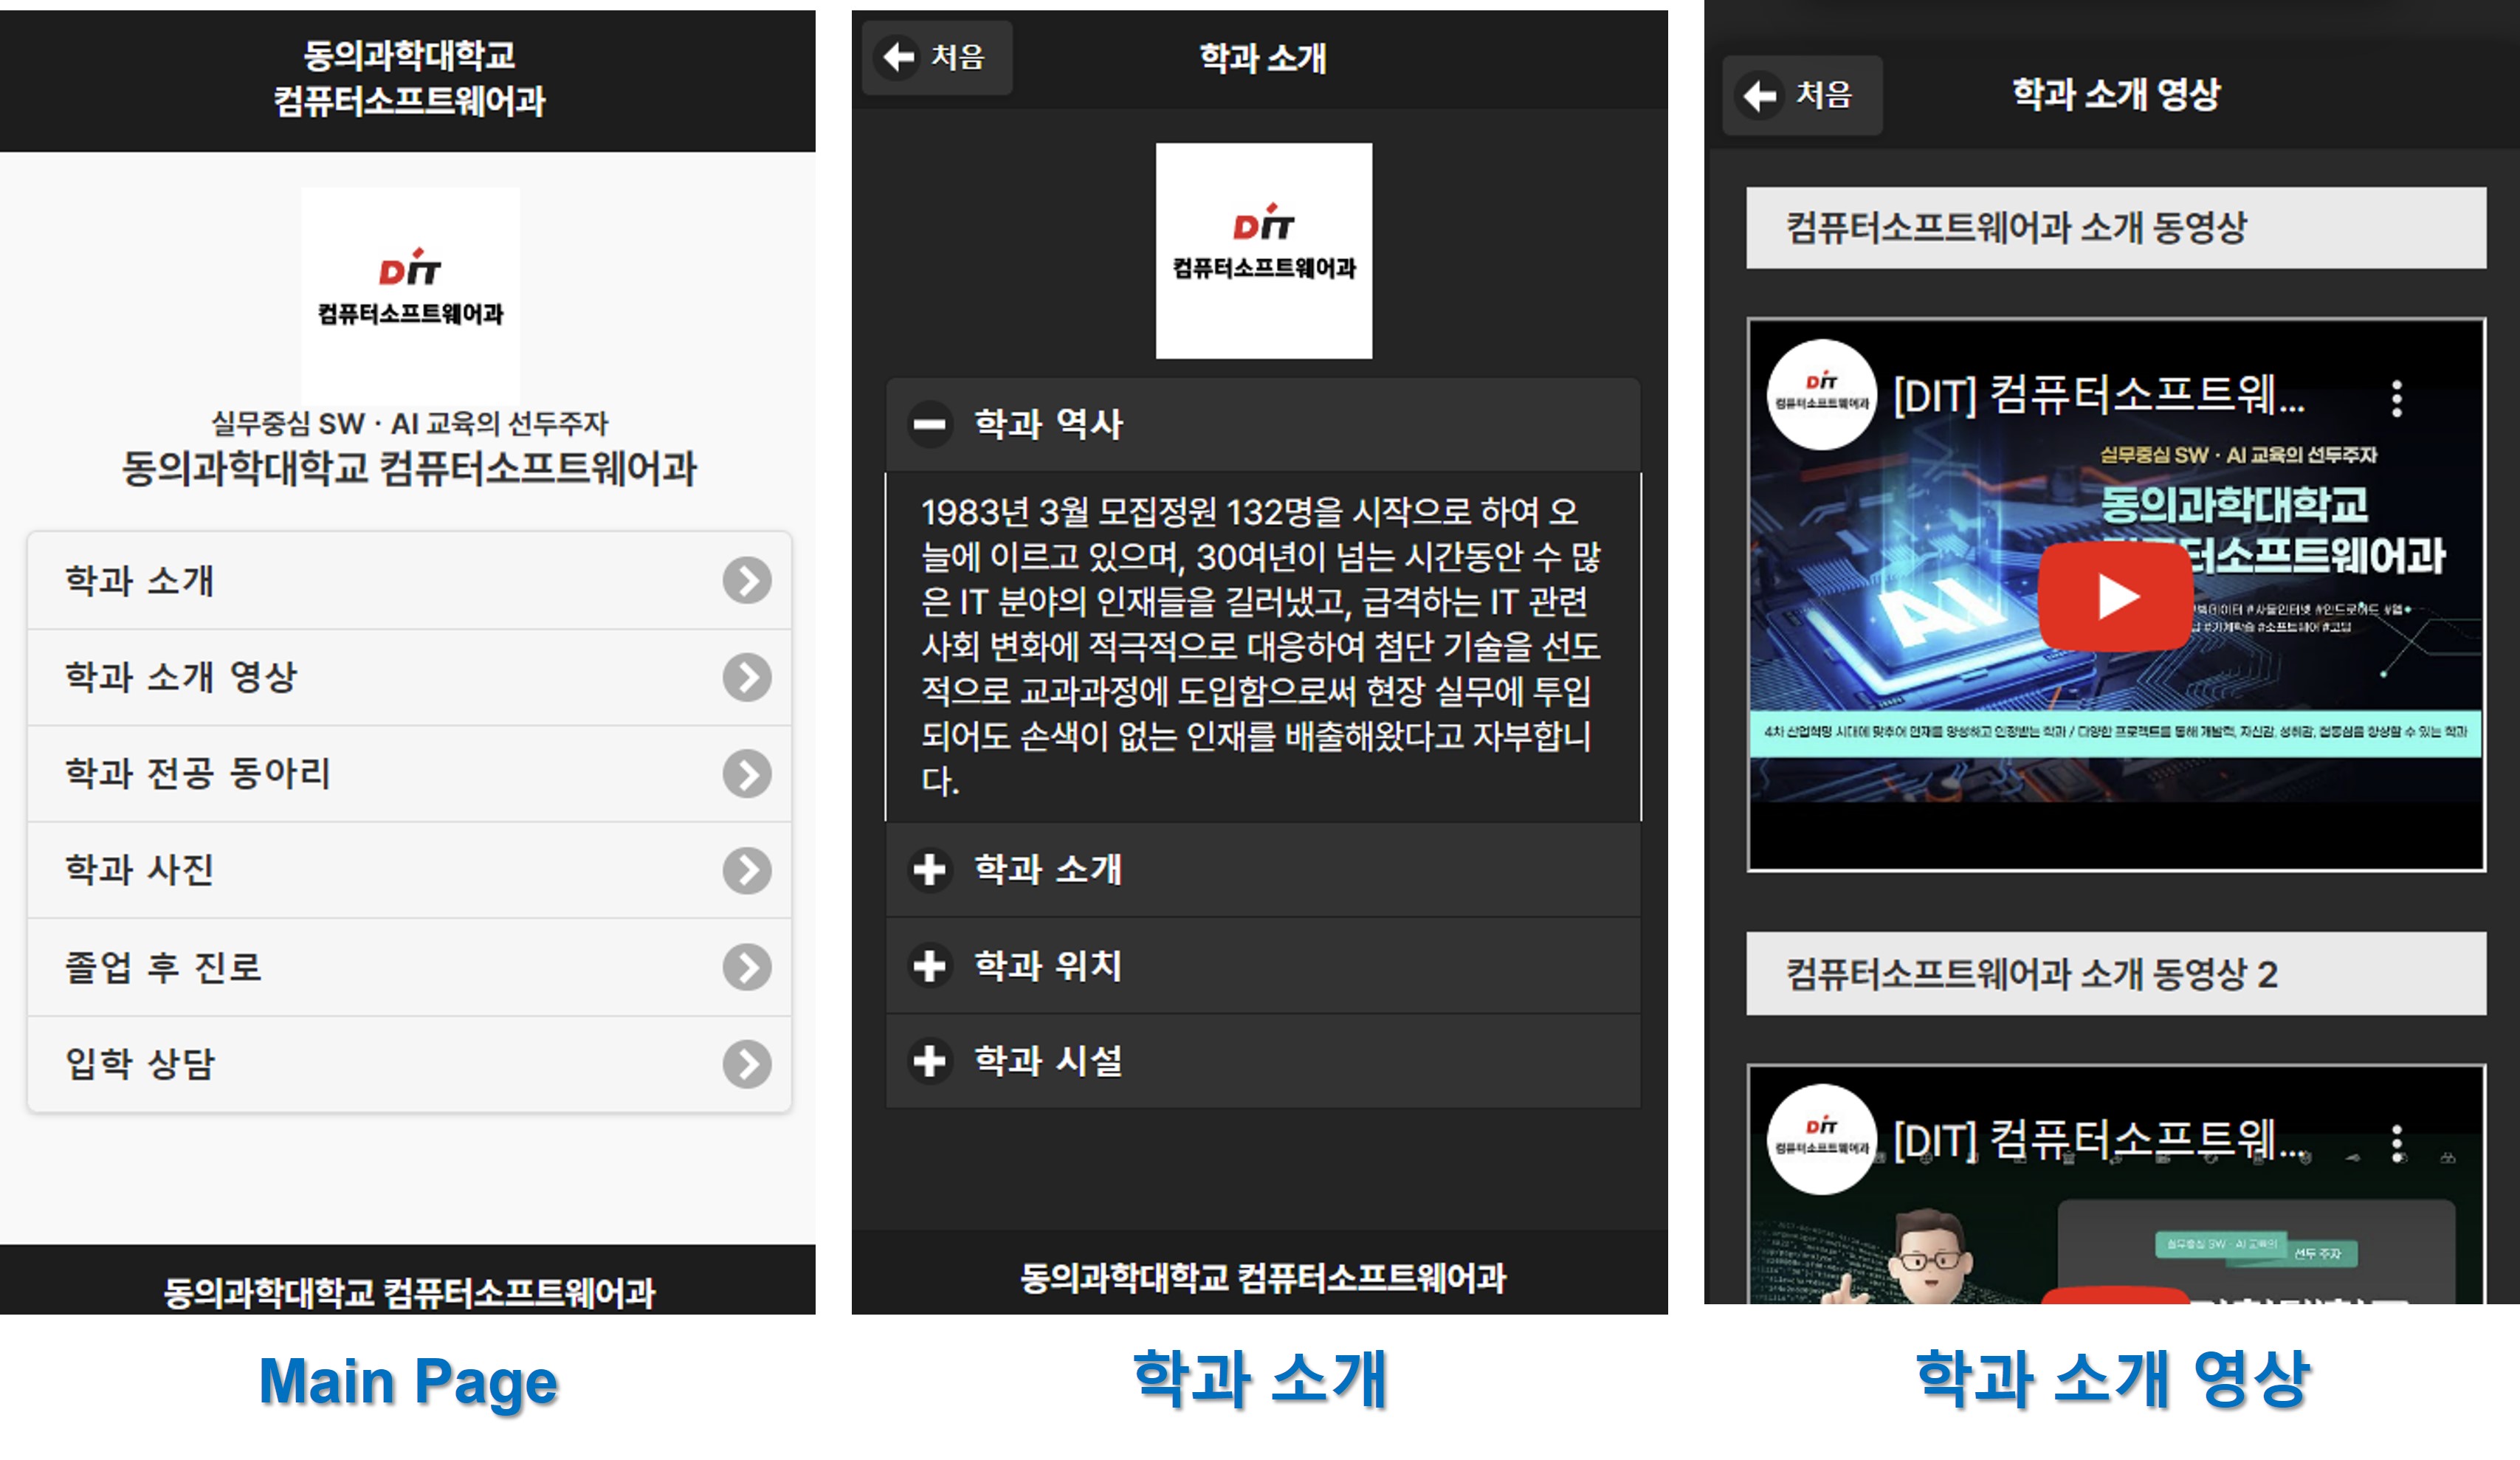 동의과학대학교
컴퓨터소프트웨어과
DIT
컴퓨터소프트웨어과
실무중심 SW · AI 교육의 선두주자
동의과학대학교 컴퓨터소프트웨어과
학과 소개
학과 소개 영상
학과 전공 동아리
학과 사진
졸업 후 진로
입학 상담
동의과학대학교 컴퓨터소프트웨어과
Main Page
처음
학과 소개
DIT
컴퓨터소프트웨어과
학과 역사
1983년 3월 모집정원 132명을 시작으로 하여 오
늘에 이르고 있으며, 30여년이 넘는 시간동안 수 많
은 IT 분야의 인재들을 길러냈고, 급격하는 IT 관련
사회 변화에 적극적으로 대응하여 첨단 기술을 선도
적으로 교과과정에 도입함으로써 현장 실무에 투입
되어도 손색이 없는 인재를 배출해왔다고 자부합니
다.
학과 소개
학과 위치
학과 시설
동의과학대학교 컴퓨터소프트웨어과
학과 소개
처음
학과 소개 영상
컴퓨터소프트웨어과 소개 동영상
DIT
컴퓨터소프트웨어과
[DIT] 컴퓨터소프트웨...
실무중심 SW · AI 교육의 선두주자
동의과학대학교
터소프트웨어과
AI
#사물인터넷 #안드로이드 #웹
#기계학습 #소프트웨어 #코딩
4차 산업혁명 시대에 맞추어 인재를 양성하고 인정받는 학과 / 다양한 프로젝트를 통해 개발력, 자신감, 성취감, 협동심을 향상할 수 있는 학과
컴퓨터소프트웨어과 소개 동영상 2
DIT
컴퓨터소프트웨어과
[DIT] 컴퓨터소프트웨...
실무중심 SW · AI 교육의
선두 주자
학과 소개 영상